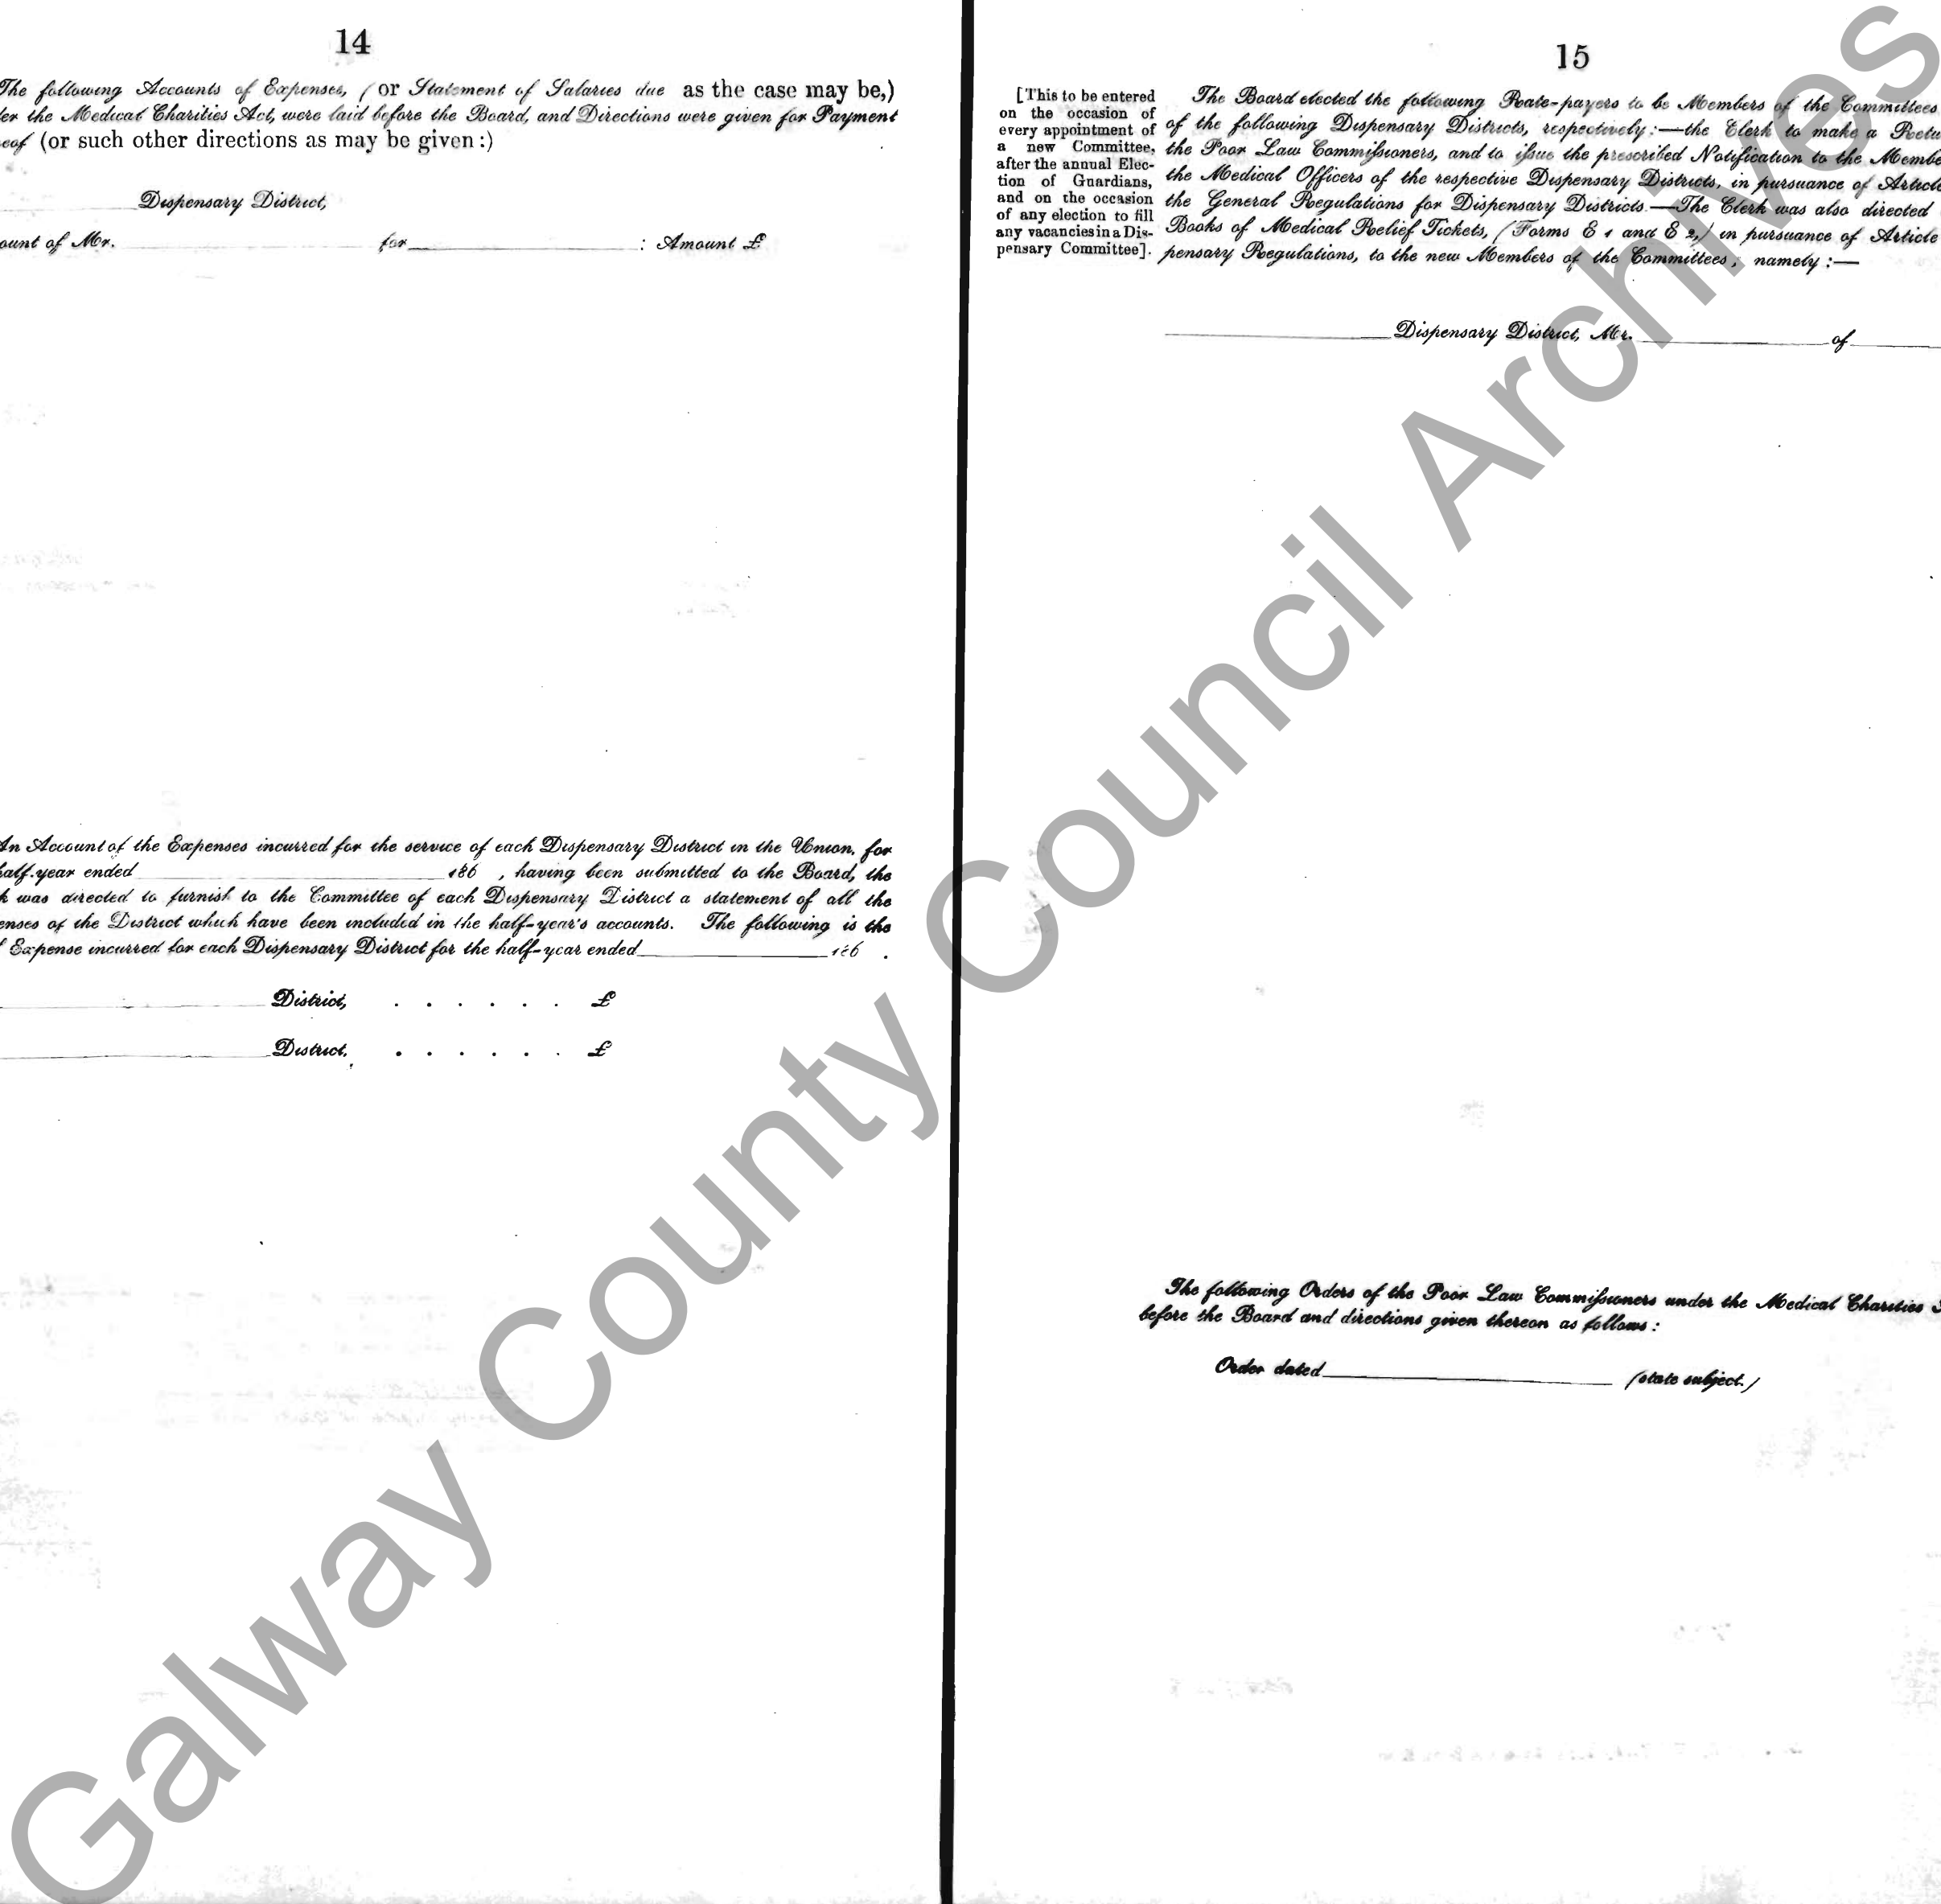 14
The following Accounts of Expenses, (or Statement of Salaries due as the case may be,)
the Medical Charities Act, were laid before the Board, and Directions were given for Payment
(or such other directions as may be given:)
Dispensary District,
of Mr. for : Amount £
An Account of the Expenses incurred for the service of each Dispensary District in the Union, for
half-year ended 186 , having been submitted to the Board, the
was directed to furnish to the Committee of each Dispensary District a statement of all the
of the District which have been included in the half-year's accounts. The following is the
Expense incurred for each Dispensary District for the half-year ended 186 .
District, . . . . . . £
District. . . . . . . £
15
[This to be entered
on the occasion of
every appointment of
a new Committee,
after the annual Elec-
tion of Guardians,
and on the occasion
of any election to fill
any vacancies in a Dis-
pensary Committee].
The Board elected the following Rate-payers to be Members of the Committees
of the following Dispensary Districts, respectively:—the Clerk to make a
the Poor Law Commissioners, and to issue the prescribed Notification to the
the Medical Officers of the respective Dispensary Districts, in pursuance of
the General Regulations for Dispensary Districts.—The Clerk was also directed
Books of Medical Relief Tickets, (Forms E 1 and E 2,) in pursuance of Article
pensary Regulations, to the new Members of the Committees, namely:—
Dispensary District, Mr. of
The following Orders of the Poor Law Commissioners under the Medical Charities
before the Board and directions given thereon as follows:
Order dated (state subject.)
Galway County Council Archives